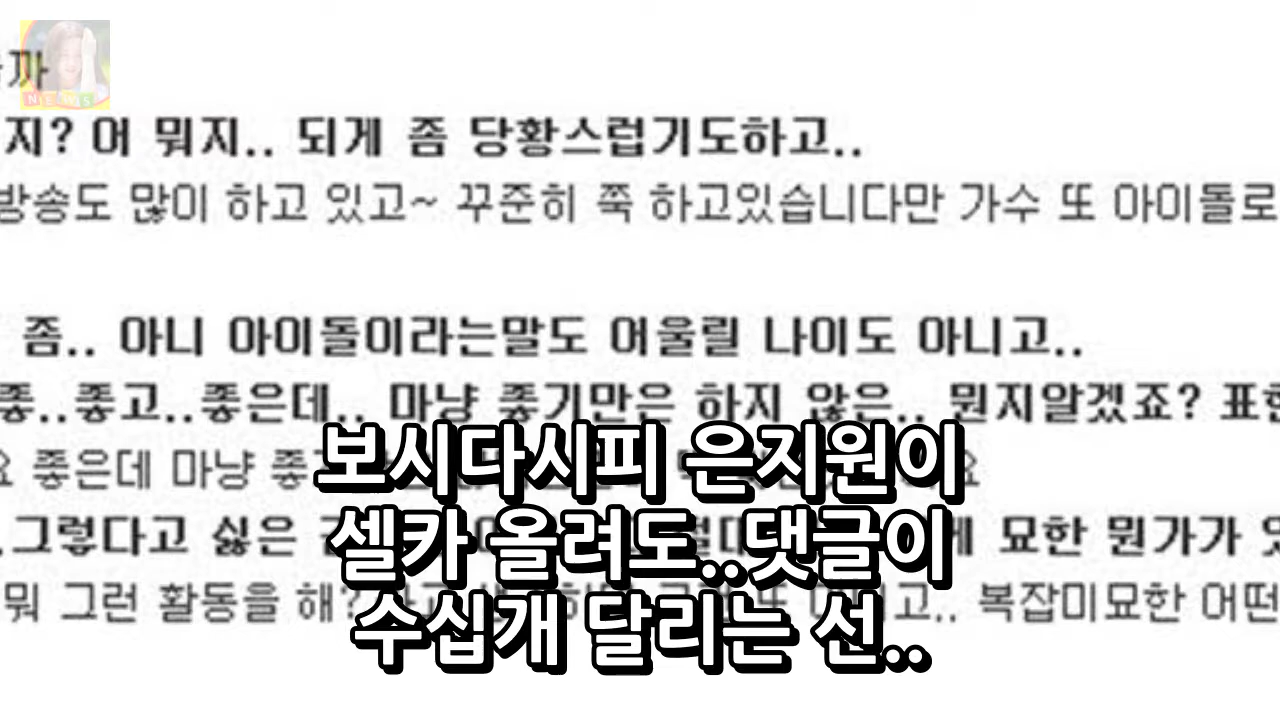 까
NEWS
지? 어 뭐지.. 되게 좀 당황스럽기도하고..
방송도 많이 하고 있고~ 꾸준히 쭉 하고있습니다만 가수 또 아이돌로
좀.. 아니 아이돌이라는말도 어울릴 나이도 아니고..
좋..좋고..좋은데.. 마냥 좋기만은 하지 않은.. 뭔지알겠죠? 표현
요 좋은데 마냥 좋
그렇다고 싫은 묘한 뭔가가
뭐 그런 활동을 해? 고.. 복잡미묘한 어떤
보시다시피 은지원이
셀카 올려도..댓글이
수십개 달리는 선..